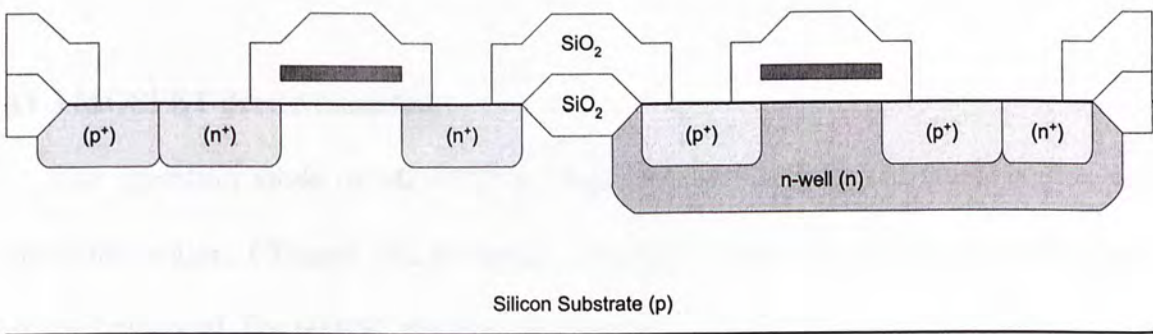 SiO₂
SiO₂
(p⁺) (n⁺) (n⁺) (p⁺) (p⁺) (n⁺)
n-well (n)
Silicon Substrate (p)